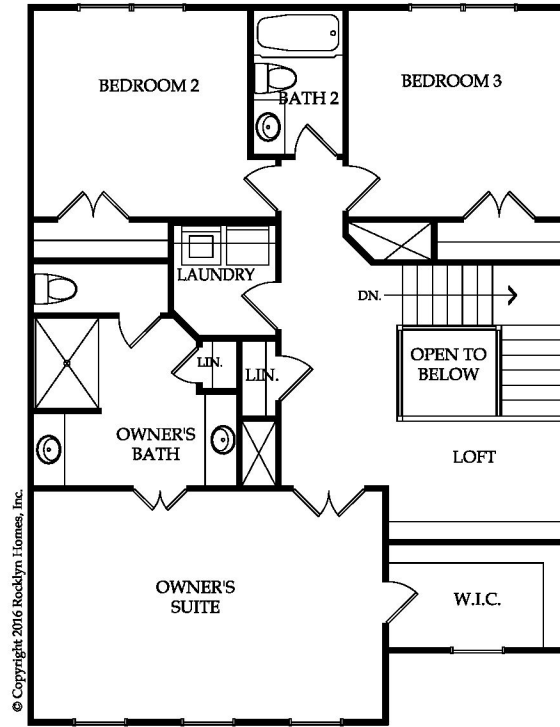 BEDROOM 2
BATH 2
BEDROOM 3
LAUNDRY
DN.
OPEN TO
BELOW
LIN.
LIN.
OWNER'S
BATH
LOFT
OWNER'S
SUITE
W.I.C.
© Copyright 2016 Rocklyn Homes, Inc.